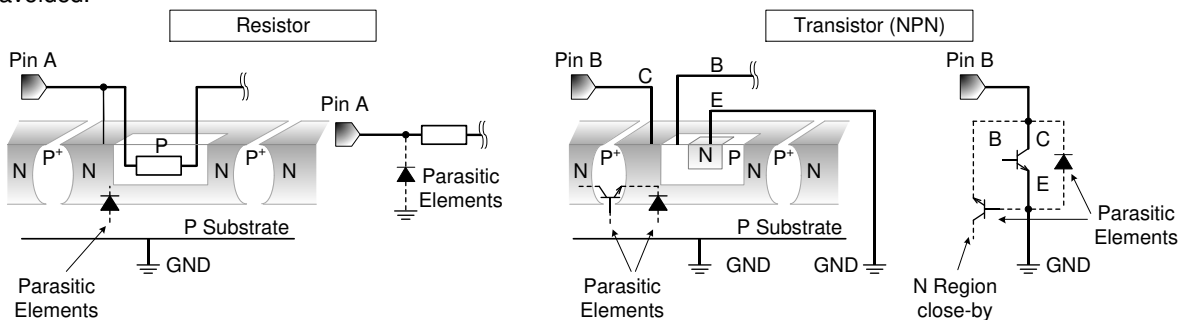 avoided.
Resistor
Transistor (NPN)
Pin A
Pin A
N
P+
N
P
N
P+
N
Parasitic
Elements
P Substrate
GND
Parasitic
Elements
Pin B
C
B
E
N
P+
N
N
P
P+
N
N
P Substrate
GND
GND
Parasitic
Elements
Pin B
B
C
E
Parasitic
Elements
GND
N Region
close-by